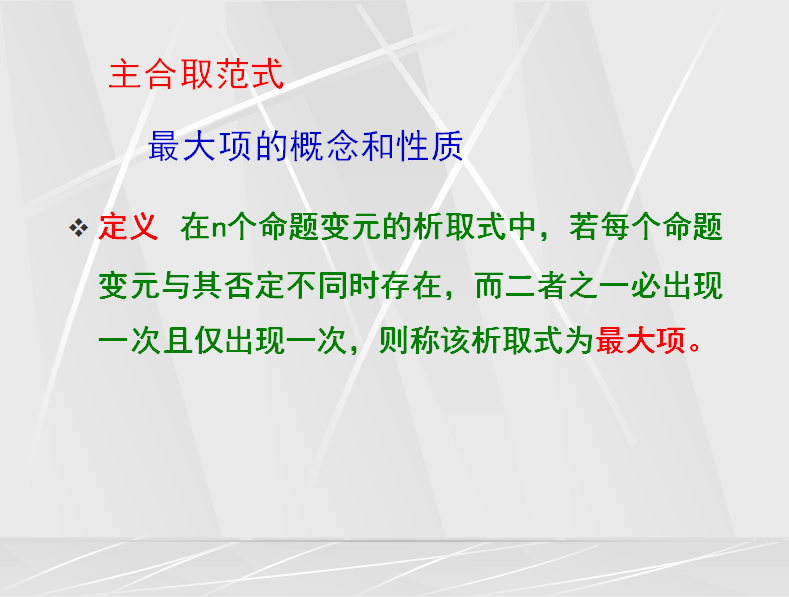 主合取范式
最大项的概念和性质
❖ 定义 在n个命题变元的析取式中，若每个命题
变元与其否定不同时存在，而二者之一必出现
一次且仅出现一次，则称该析取式为最大项。